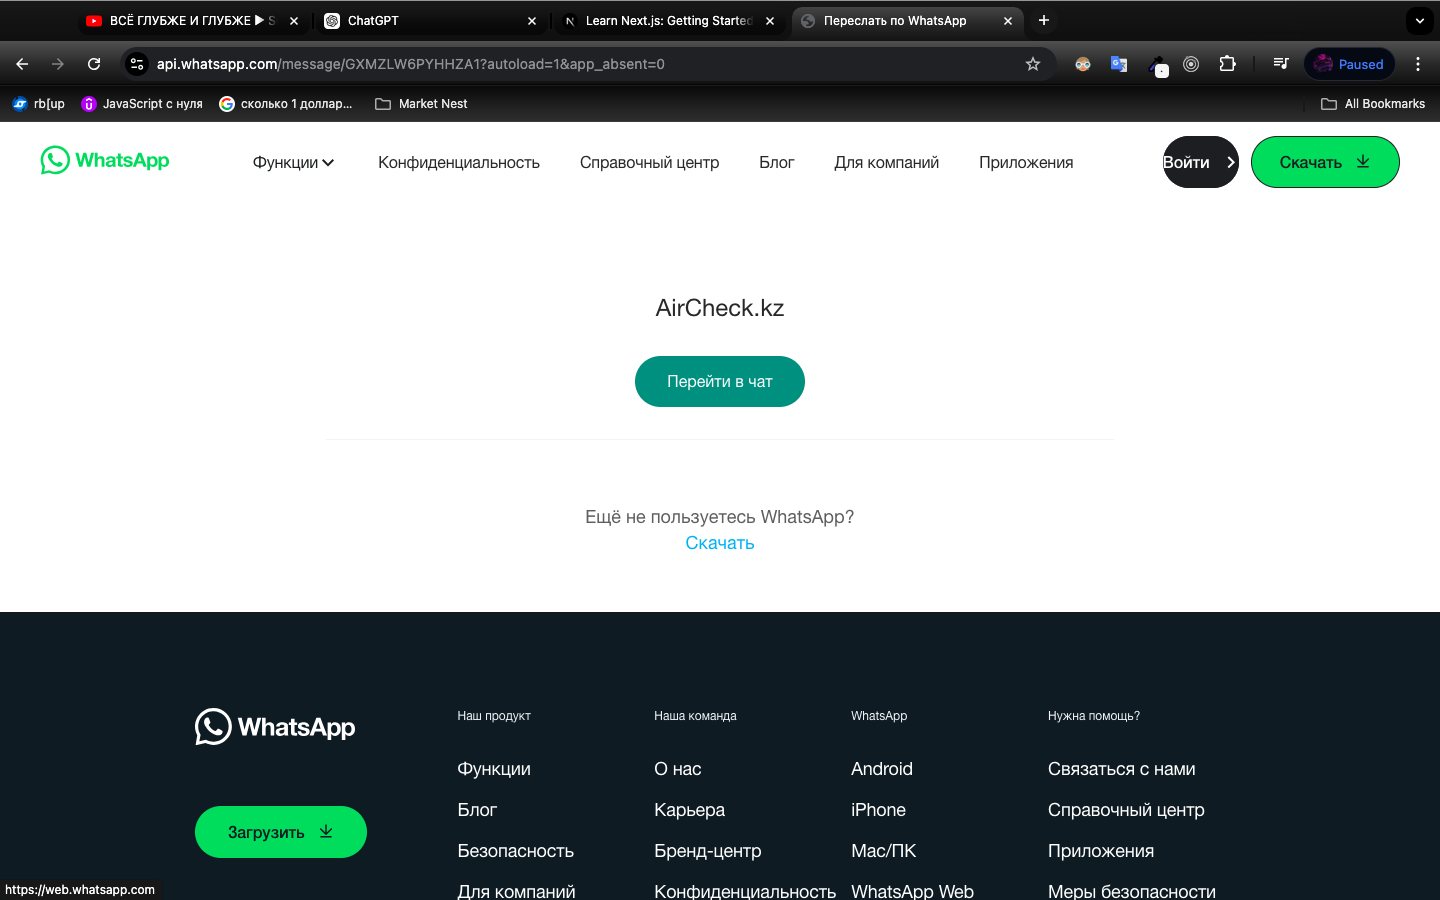 ВСЁ ГЛУБЖЕ И ГЛУБЖЕ ▶ S
ChatGPT
Learn Next.js: Getting Started
Переслать по WhatsApp
api.whatsapp.com/message/GXMZLW6PYHHZA1?autoload=1&app_absent=0
Paused
rb[up
JavaScript с нуля
сколько 1 доллар...
Market Nest
All Bookmarks
WhatsApp
Функции
Конфиденциальность
Справочный центр
Блог
Для компаний
Приложения
Войти
Скачать
AirCheck.kz
Перейти в чат
Ещё не пользуетесь WhatsApp?
Скачать
WhatsApp
Загрузить
Наш продукт
Функции
Блог
Безопасность
Для компаний
Наша команда
О нас
Карьера
Бренд-центр
Конфиденциальность
WhatsApp
Android
iPhone
Mac/ПК
WhatsApp Web
Нужна помощь?
Связаться с нами
Справочный центр
Приложения
Меры безопасности
https://web.whatsapp.com